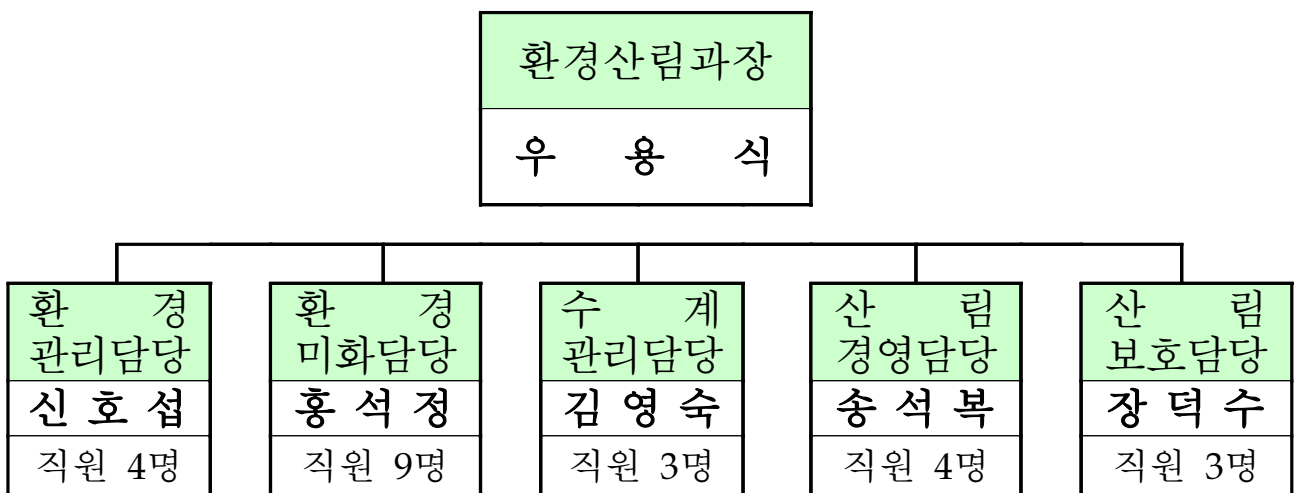 환경산림과장
우 용 식
환 경
관리담당
신 호 섭
직원 4명
환 경
미화담당
홍 석 정
직원 9명
수 계
관리담당
김 영 숙
직원 3명
산 림
경영담당
송 석 복
직원 4명
산 림
보호담당
장 덕 수
직원 3명